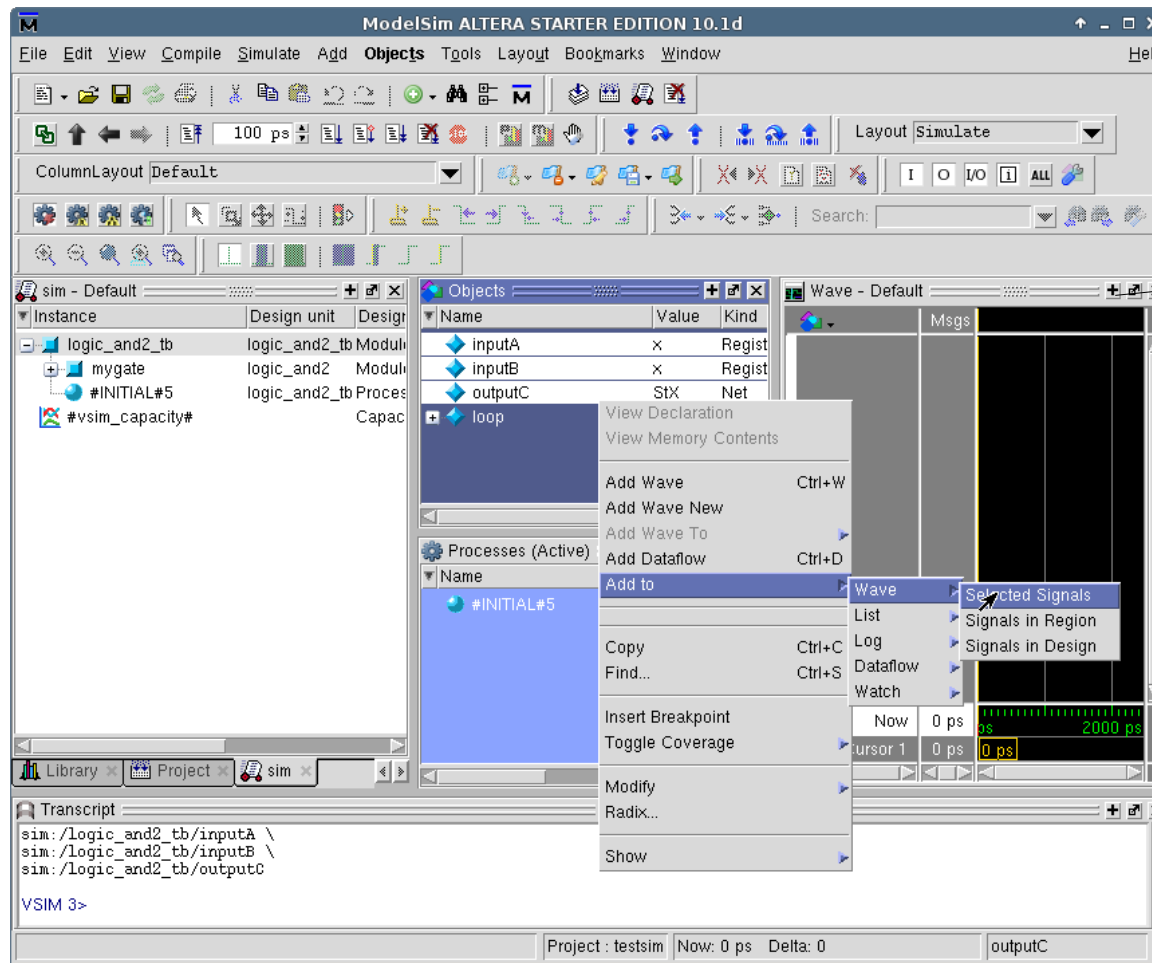 ModelSim ALTERA STARTER EDITION 10.1d
File Edit View Compile Simulate Add Objects Tools Layout Bookmarks Window
100 ps
Layout Simulate
ColumnLayout Default
I O I/O i ALL
Search:
sim - Default
Instance Design unit
logic_and2_tb logic_and2_tb
mygate logic_and2
#INITIAL#5 logic_and2_tb
#vsim_capacity#
Library Project sim
Objects
Name Value Kind
inputA x
inputB x
outputC StX Net
loop
Processes (Active)
Name
#INITIAL#5
View Declaration
View Memory Contents
Add Wave Ctrl+W
Add Wave New
Add Wave To
Add Dataflow Ctrl+D
Add to
Copy Ctrl+C
Find... Ctrl+S
Insert Breakpoint
Toggle Coverage
Modify
Radix...
Show
Wave
List
Log
Dataflow
Watch
Selected Signals
Signals in Region
Signals in Design
Wave - Default
Msgs
Now 0 ps
ps 2000 ps
Cursor 1 0 ps 0 ps
Transcript
sim:/logic_and2_tb/inputA \
sim:/logic_and2_tb/inputB \
sim:/logic_and2_tb/outputC
VSIM 3>
Project : testsim Now: 0 ps Delta: 0 outputC